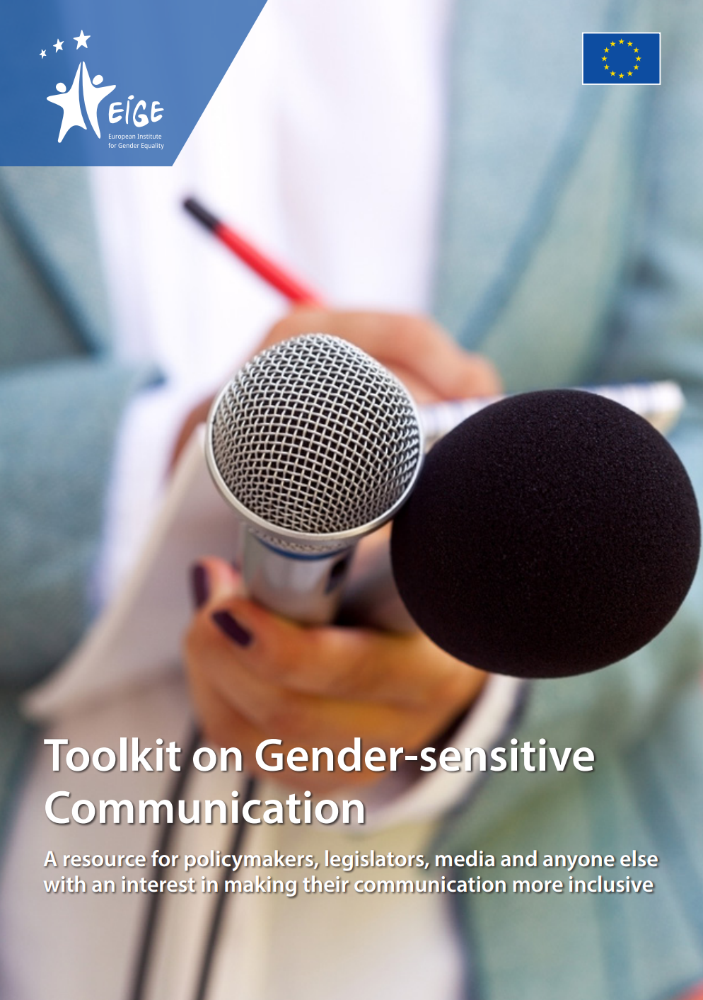 EIGE
European Institute
for Gender Equality
Toolkit on Gender-sensitive
Communication
A resource for policymakers, legislators, media and anyone else
with an interest in making their communication more inclusive